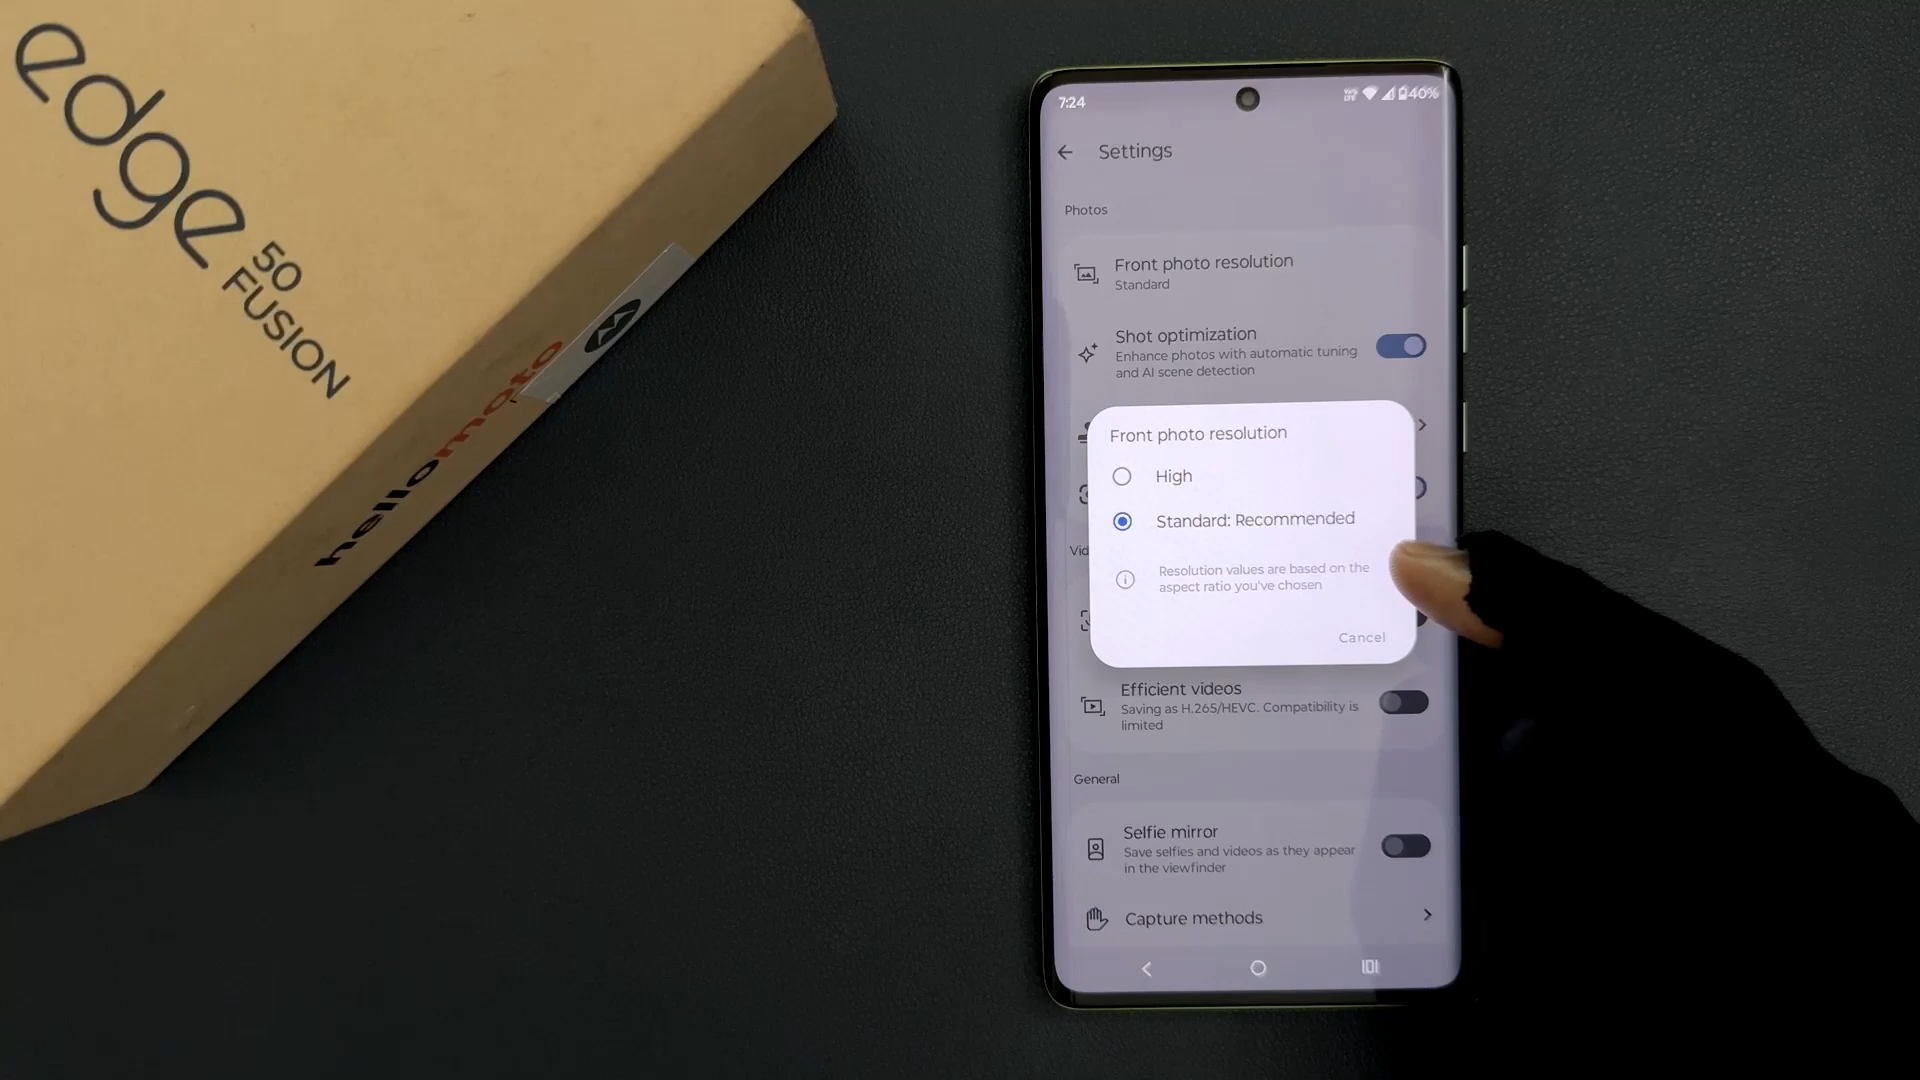 edge
50
FUSION
hellomoto
7:24
40%
Settings
Photos
Front photo resolution
Standard
Shot optimization
Enhance photos with automatic tuning
and AI scene detection
Front photo resolution
High
Standard: Recommended
Vid
Resolution values are based on the
aspect ratio you've chosen
Cancel
Efficient videos
Saving as H.265/HEVC. Compatibility is
limited
General
Selfie mirror
Save selfies and videos as they appear
in the viewfinder
Capture methods